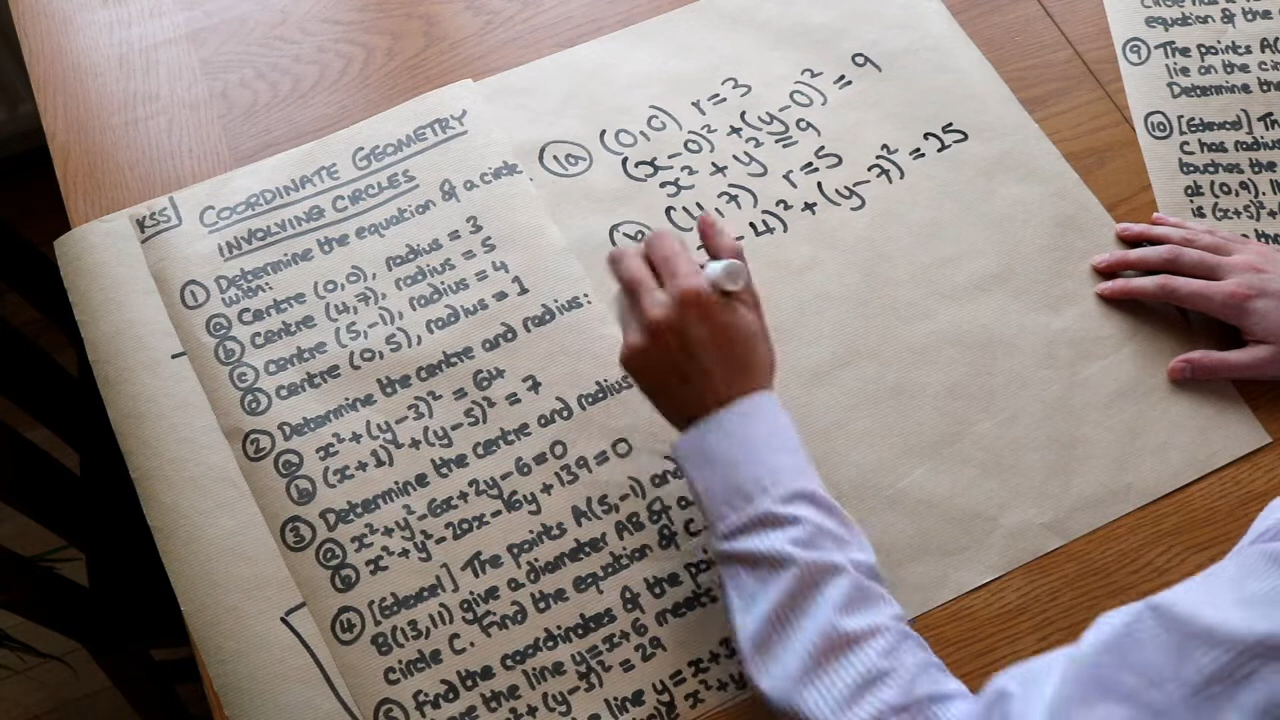 KS5
COORDINATE GEOMETRY
INVOLVING CIRCLES
① Determine the equation of a circle
with:
ⓐ Centre (0,0), radius = 3
ⓑ centre (4,7), radius = 5
ⓒ centre (5,-1), radius = 4
ⓓ centre (0,5), radius = 1
② Determine the centre and radius:
ⓐ x² + (y-3)² = 64
ⓑ (x+1)² + (y-5)² = 7
③ Determine the centre and radius
ⓐ x² + y² - 6x + 2y - 6 = 0
ⓑ x² + y² - 20x - 16y + 139 = 0
④ [Edexcel] The points A(5,-1) and
B(13,11) give a diameter AB of a
circle C. Find the equation of C.
⑤ Find the coordinates of the
the line y = x+6 meets
+ (y-3)² = 29
line y = x+3
x² + y
1a (0,0) r=3
(x-0)² + (y-0)² = 9
x² + y² = 9
b (4,7) r=5
4)² + (y-7)² = 25
equation of the
⑨ The points A(
lie on the
Determine the
⑩ [Edexcel]
C has radius
touches the
at (0,9).
is (x+5)² +